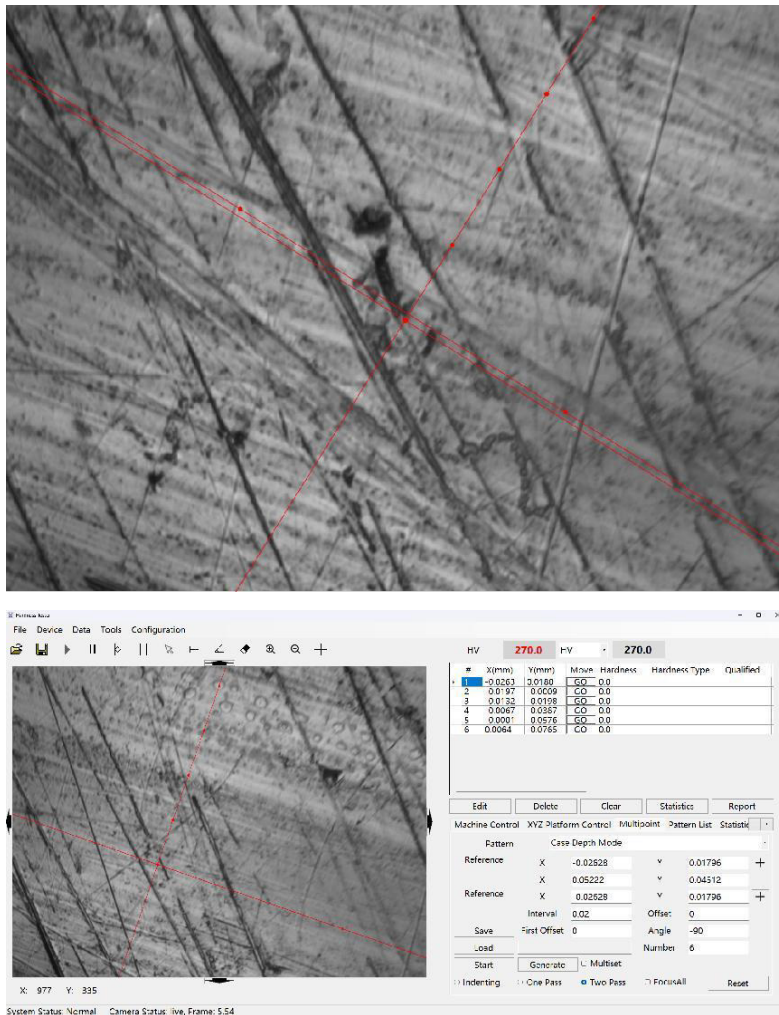 File Device Data Tools Configuration
HV 270.0 HV 270.0
# X(mm) Y(mm) Move Hardness Hardness Type Qualified
1 -0.0263 0.0180 GO 0.0
2 0.0197 0.0009 GO 0.0
3 0.0132 0.0198 GO 0.0
4 0.0067 0.0387 GO 0.0
5 0.0001 0.0576 GO 0.0
6 0.0064 0.0765 GO 0.0
Edit Delete Clear Statistics Report
Machine Control XYZ Platform Control Multipoint Pattern List Statistic
Pattern Case Depth Mode
Reference X -0.02628 Y 0.01796
X 0.05222 Y 0.04512
Reference X 0.02628 Y 0.01796
Interval 0.02 Offset 0
Save First Offset 0 Angle -90
Load Number 6
Start Generate Multiset
Indenting One Pass Two Pass FocusAll Reset
X: 977 Y: 335
System Status: Normal Camera Status: live, Frame: 5.54